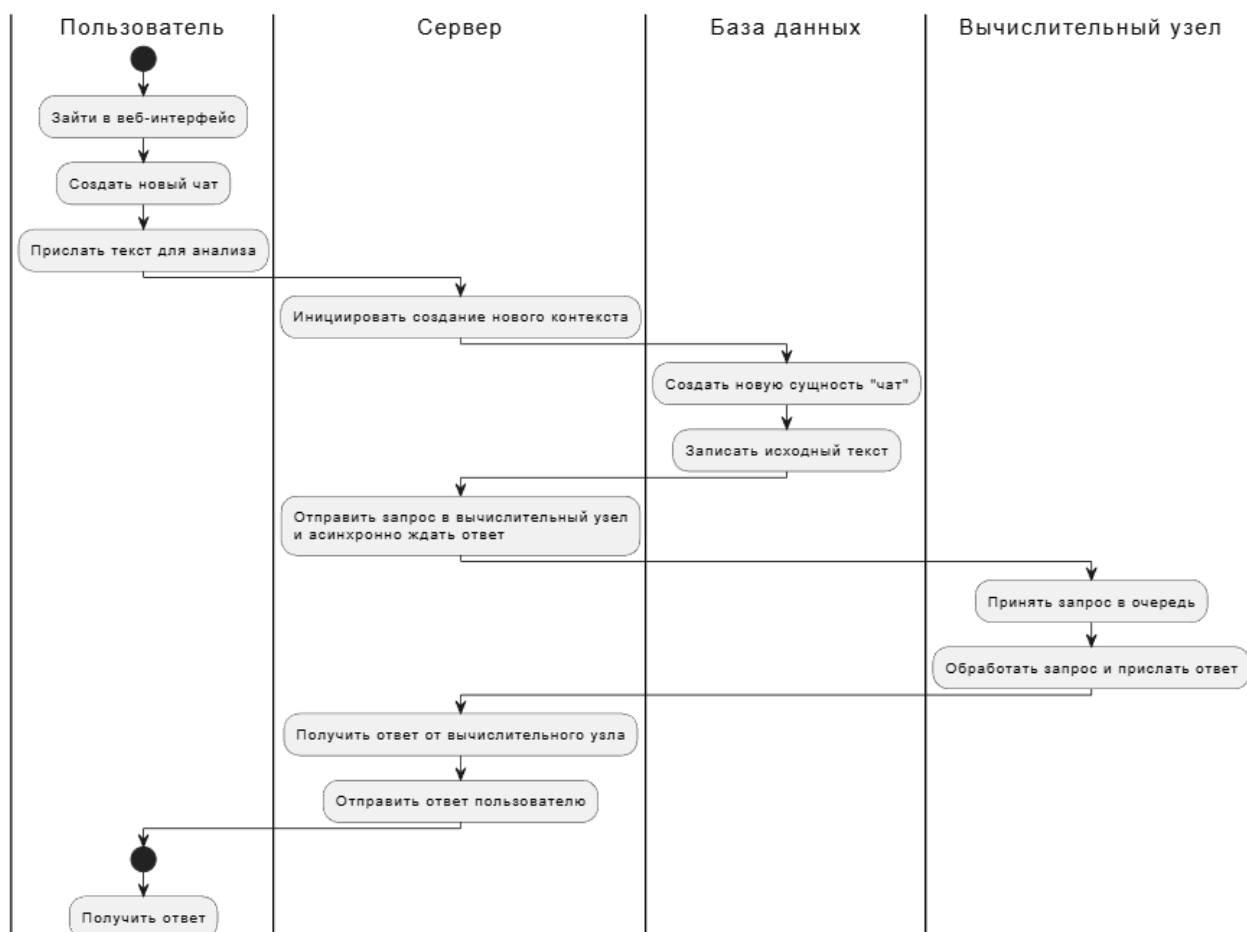 Пользователь
Сервер
База данных
Вычислительный узел
Зайти в веб-интерфейс
Создать новый чат
Прислать текст для анализа
Инициировать создание нового контекста
Создать новую сущность "чат"
Записать исходный текст
Отправить запрос в вычислительный узел
и асинхронно ждать ответ
Принять запрос в очередь
Обработать запрос и прислать ответ
Получить ответ от вычислительного узла
Отправить ответ пользователю
Получить ответ